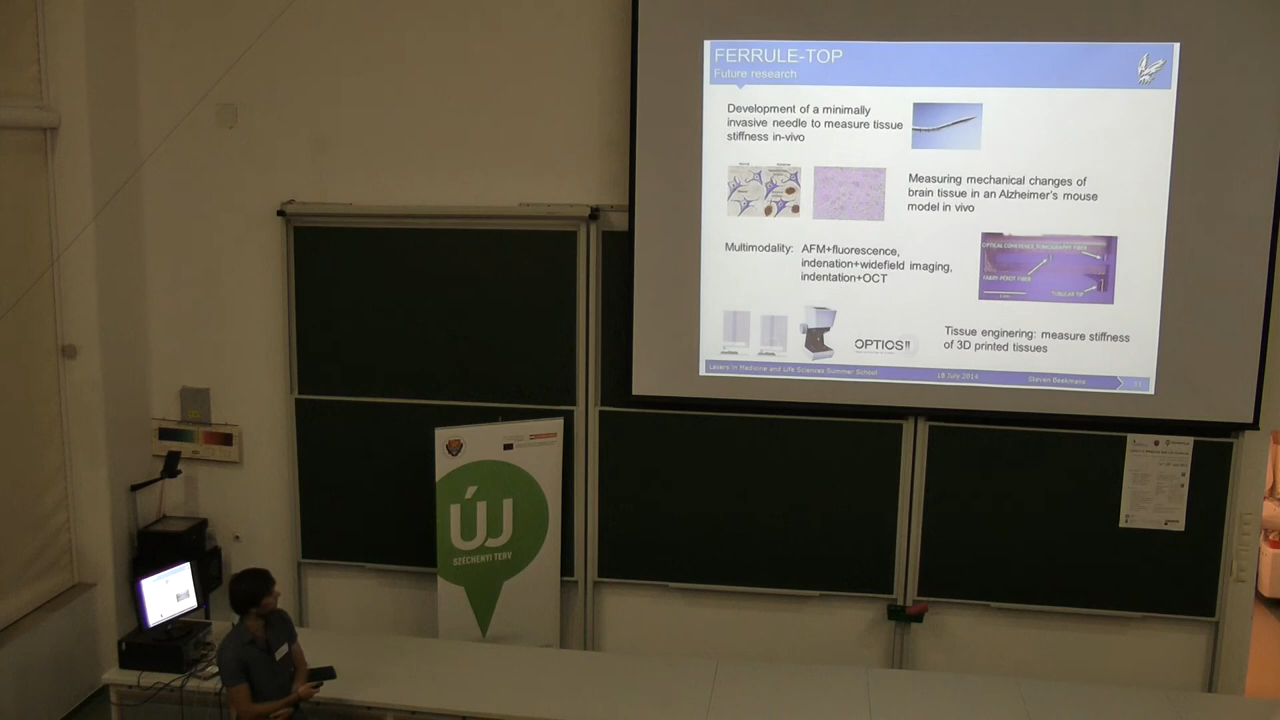 FERRULE-TOP
Future research
Development of a minimally
invasive needle to measure tissue
stiffness in-vivo
Measuring mechanical changes of
brain tissue in an Alzheimer's mouse
model in vivo
Multimodality: AFM+fluorescence,
indenation+widefield imaging,
indentation+OCT
OPTICAL COHERENCE TOMOGRAPHY FIBER
FABRY-PEROT FIBER
TUBULAR TIP
OPTICS11
Tissue enginering: measure stiffness
of 3D printed tissues
Lasers in Medicine and Life Sciences Summer School
18 July 2014
Steven Beekmans
ÚJ
SZÉCHENYI TERV